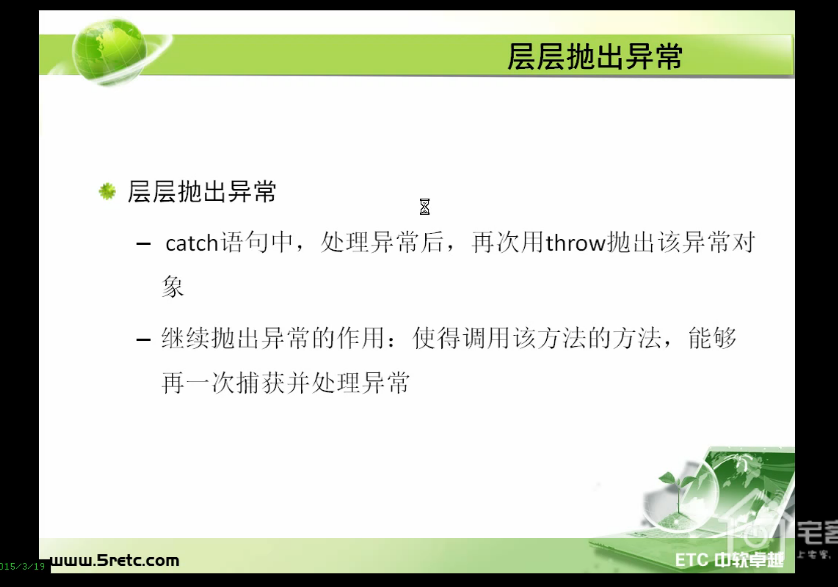 层层抛出异常
层层抛出异常
– catch语句中，处理异常后，再次用throw抛出该异常对
象
– 继续抛出异常的作用：使得调用该方法的方法，能够
再一次捕获并处理异常
宅客
上宅客，
015/3/19
www.5retc.com
ETC 中软卓越